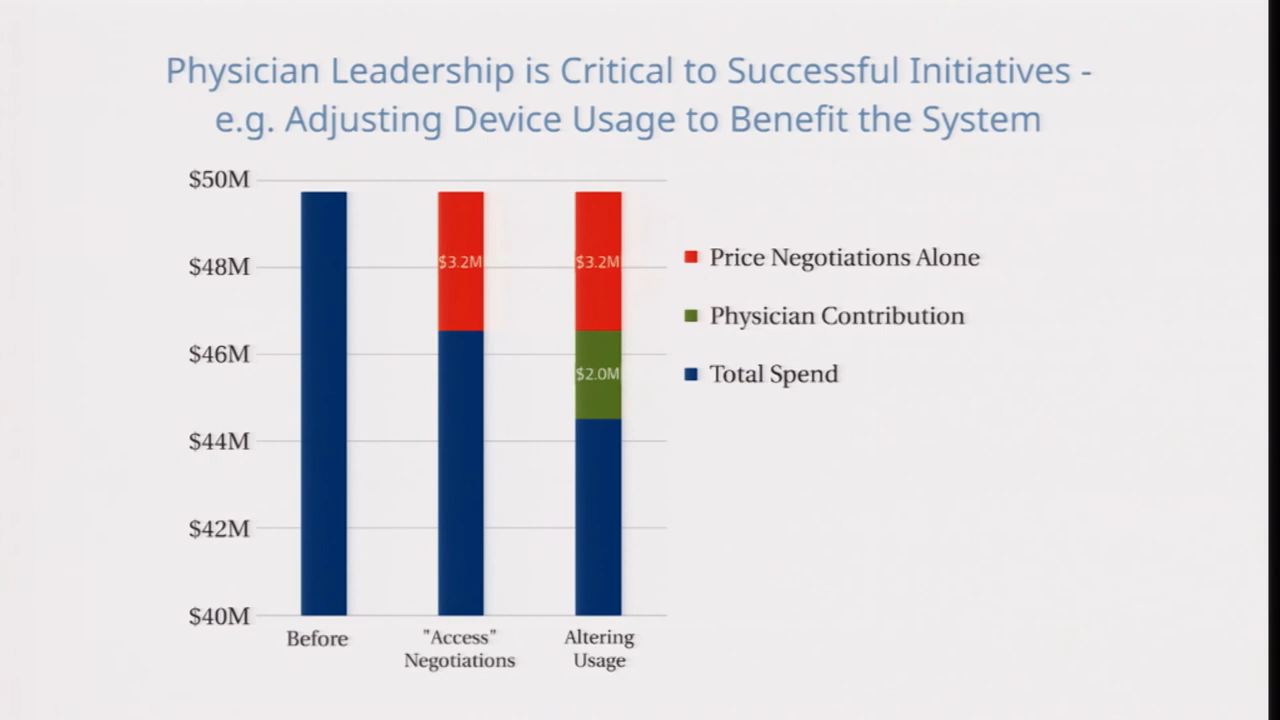 Physician Leadership is Critical to Successful Initiatives -
e.g. Adjusting Device Usage to Benefit the System
$50M
$48M
$46M
$44M
$42M
$40M
$3.2M
$3.2M
$2.0M
Before
"Access"
Negotiations
Altering
Usage
Price Negotiations Alone
Physician Contribution
Total Spend